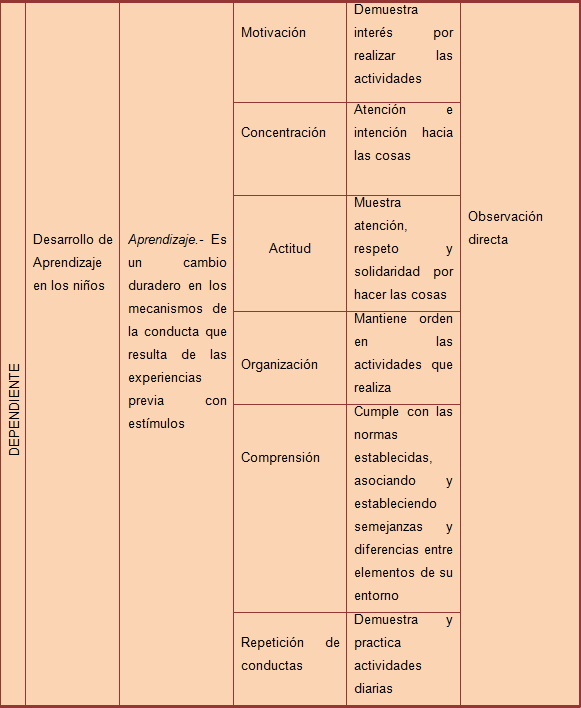 DEPENDIENTE
Desarrollo de
Aprendizaje
en los niños
Aprendizaje.- Es
un cambio
duradero en los
mecanismos de
la conducta que
resulta de las
experiencias
previa con
estímulos
Motivación
Demuestra
interés por
realizar las
actividades
Concentración
Atención e
intención hacia
las cosas
Actitud
Muestra
atención,
respeto y
solidaridad por
hacer las cosas
Organización
Mantiene orden
en las
actividades que
realiza
Comprensión
Cumple con las
normas
establecidas,
asociando y
estableciendo
semejanzas y
diferencias entre
elementos de su
entorno
Repetición de
conductas
Demuestra y
practica
actividades
diarias
Observación
directa